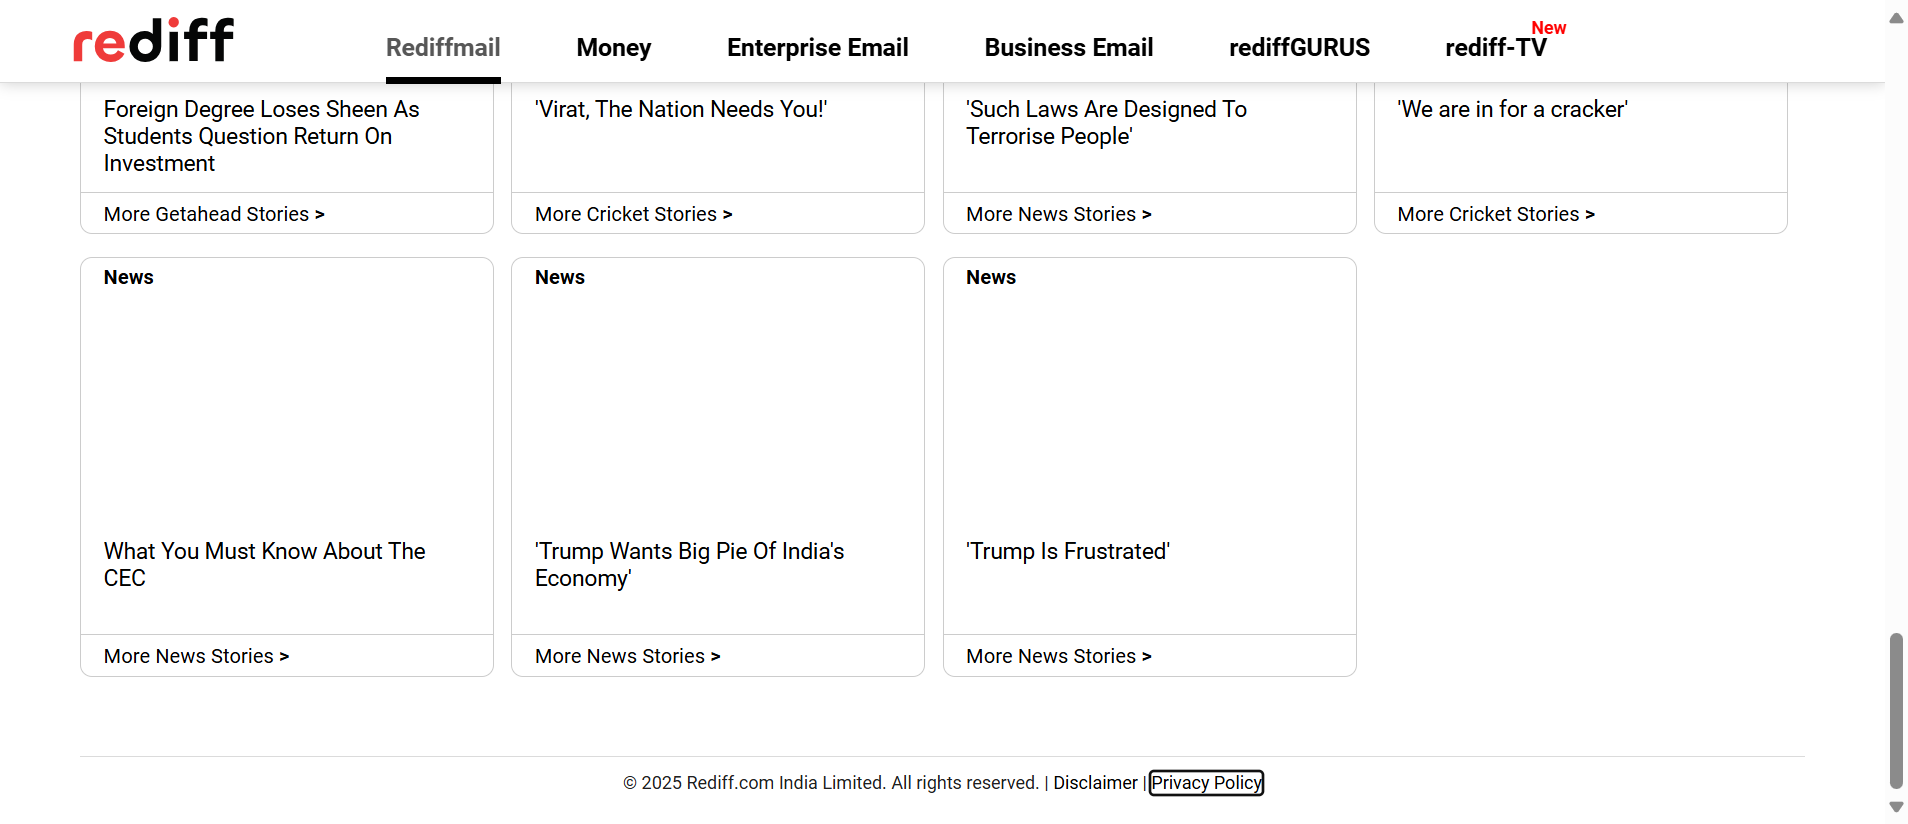 rediff
Rediffmail
Money
Enterprise Email
Business Email
rediffGURUS
rediff-TV
New
Foreign Degree Loses Sheen As
Students Question Return On
Investment
More Getahead Stories >
'Virat, The Nation Needs You!'
More Cricket Stories >
'Such Laws Are Designed To
Terrorise People'
More News Stories >
'We are in for a cracker'
More Cricket Stories >
News
What You Must Know About The
CEC
More News Stories >
News
'Trump Wants Big Pie Of India's
Economy'
More News Stories >
News
'Trump Is Frustrated'
More News Stories >
© 2025 Rediff.com India Limited. All rights reserved. | Disclaimer | Privacy Policy